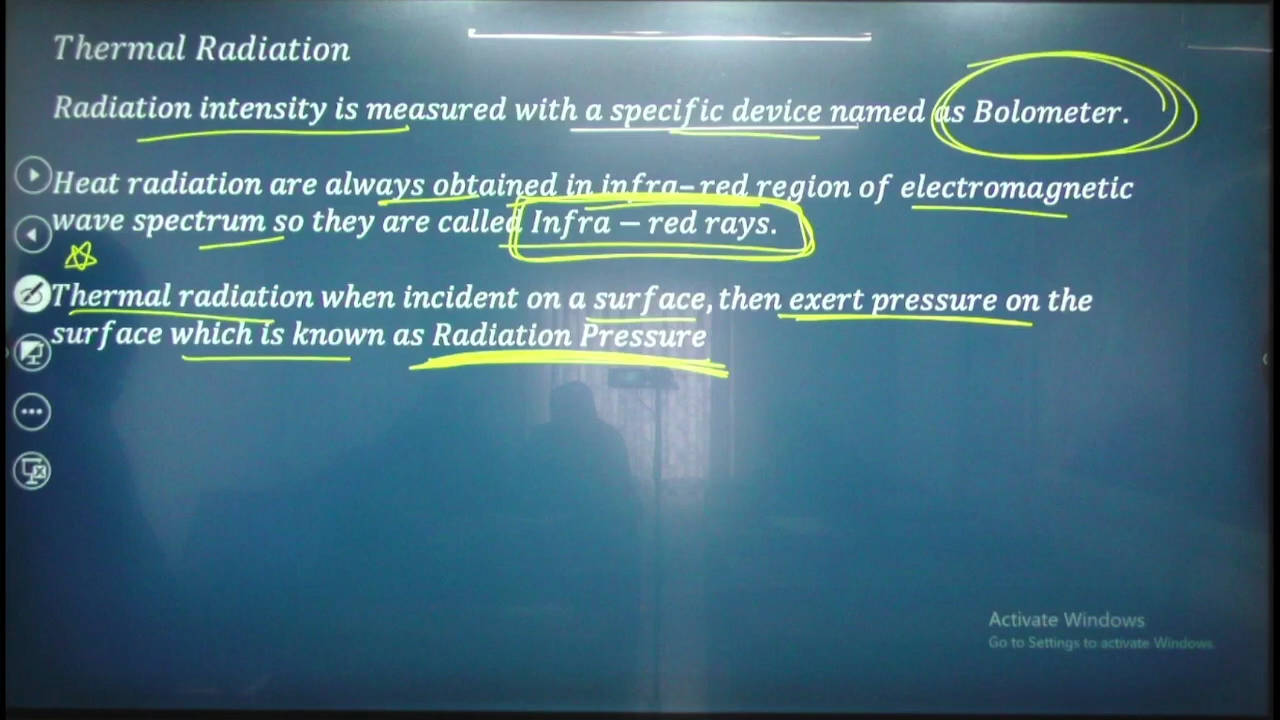 Thermal Radiation
Radiation intensity is measured with a specific device named as Bolometer.
Heat radiation are always obtained in infra–red region of electromagnetic
wave spectrum so they are called Infra – red rays.
Thermal radiation when incident on a surface, then exert pressure on the
surface which is known as Radiation Pressure
Activate Windows
Go to Settings to activate Windows.